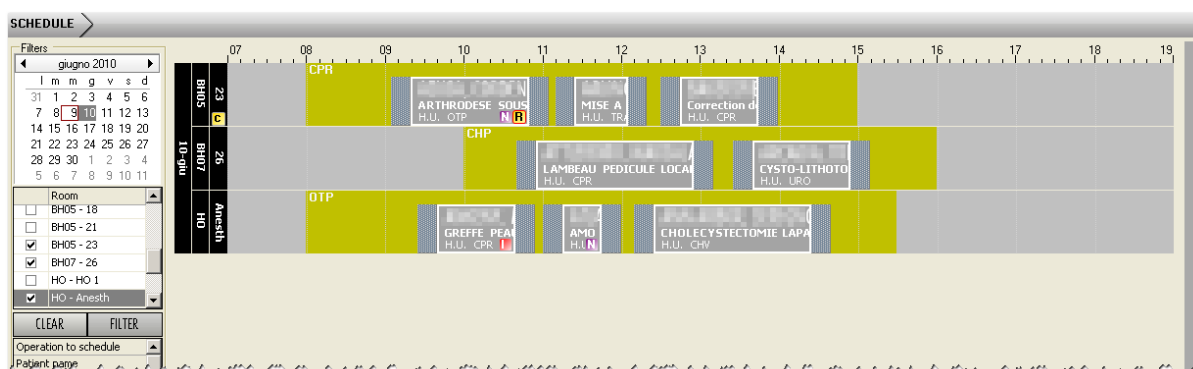 SCHEDULE
Filters
giugno 2010
l m m g v s d
31 1 2 3 4 5 6
7 8 9 10 11 12 13
14 15 16 17 18 19 20
21 22 23 24 25 26 27
28 29 30 1 2 3 4
5 6 7 8 9 10 11
Room
BH05 - 18
BH05 - 21
BH05 - 23
BH07 - 26
HO - HO 1
HO - Anesth
CLEAR FILTER
Operation to schedule
Patient name
07 08 09 10 11 12 13 14 15 16 17 18 19
10-giu
BH05 23 C
CPR
ARTHRODESE SOUS
H.U. OTP N R
MISE A
H.U. TRA
Correction d
H.U. CPR
BH07 26
CHP
LAMBEAU PEDICULE LOCA
H.U. CPR
CYSTO-LITHOTO
H.U. URO
HO Anesth
OTP
GREFFE PEA
H.U. CPR I
AMO
H.U. N
CHOLECYSTECTOMIE LAPA
H.U. CHV